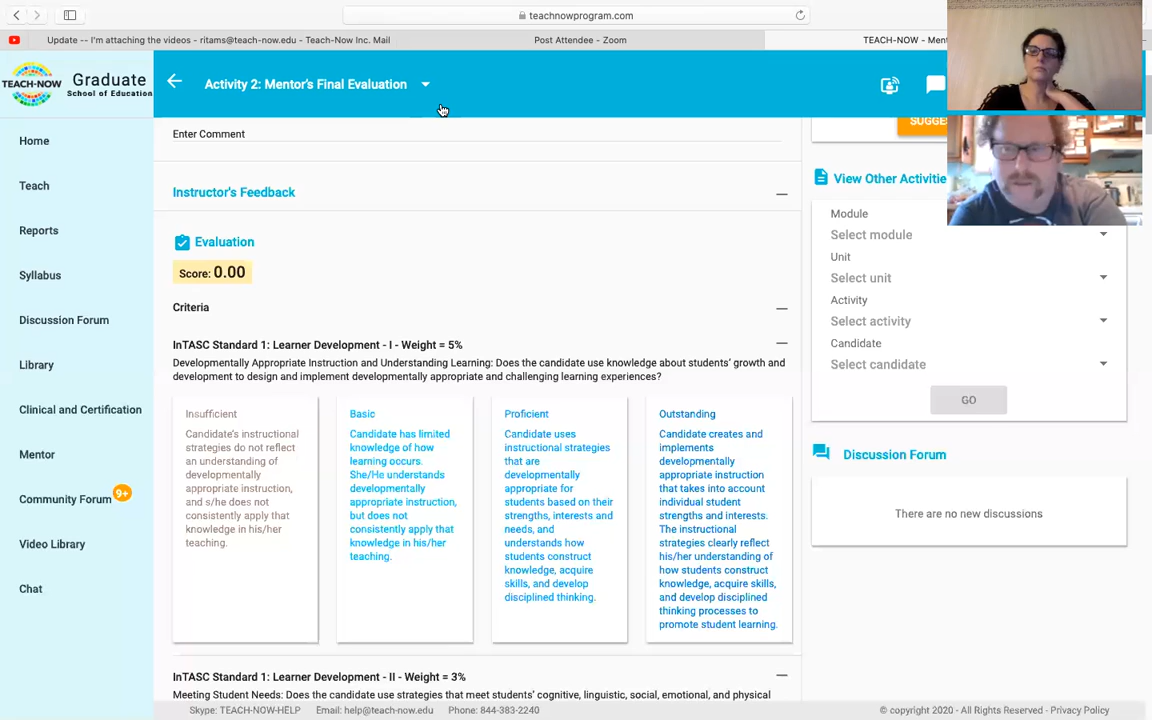 teachnowprogram.com
Update -- I'm attaching the videos - ritams@teach-now.edu - Teach-Now Inc. Mail
Post Attendee - Zoom
TEACH-NOW - Men
TEACH-NOW
Graduate
School of Education
Activity 2: Mentor's Final Evaluation
Home
Teach
Reports
Syllabus
Discussion Forum
Library
Clinical and Certification
Mentor
Community Forum
9+
Video Library
Chat
Enter Comment
Instructor's Feedback
Evaluation
Score: 0.00
Criteria
InTASC Standard 1: Learner Development - I - Weight = 5%
Developmentally Appropriate Instruction and Understanding Learning: Does the candidate use knowledge about students' growth and
development to design and implement developmentally appropriate and challenging learning experiences?
Insufficient
Candidate's instructional
strategies do not reflect
an understanding of
developmentally
appropriate instruction,
and s/he does not
consistently apply that
knowledge in his/her
teaching.
Basic
Candidate has limited
knowledge of how
learning occurs.
She/He understands
developmentally
appropriate instruction,
but does not
consistently apply that
knowledge in his/her
teaching.
Proficient
Candidate uses
instructional strategies
that are
developmentally
appropriate for
students based on their
strengths, interests and
needs, and
understands how
students construct
knowledge, acquire
skills, and develop
disciplined thinking.
Outstanding
Candidate creates and
implements
developmentally
appropriate instruction
that takes into account
individual student
strengths and interests.
The instructional
strategies clearly reflect
his/her understanding of
how students construct
knowledge, acquire skills,
and develop disciplined
thinking processes to
promote student learning.
InTASC Standard 1: Learner Development - II - Weight = 3%
Meeting Student Needs: Does the candidate use strategies that meet students' cognitive, linguistic, social, emotional, and physical
SUGGES
View Other Activitie
Module
Select module
Unit
Select unit
Activity
Select activity
Candidate
Select candidate
GO
Discussion Forum
There are no new discussions
Skype: TEACH-NOW-HELP
Email: help@teach-now.edu
Phone: 844-383-2240
© copyright 2020 - All Rights Reserved - Privacy Policy